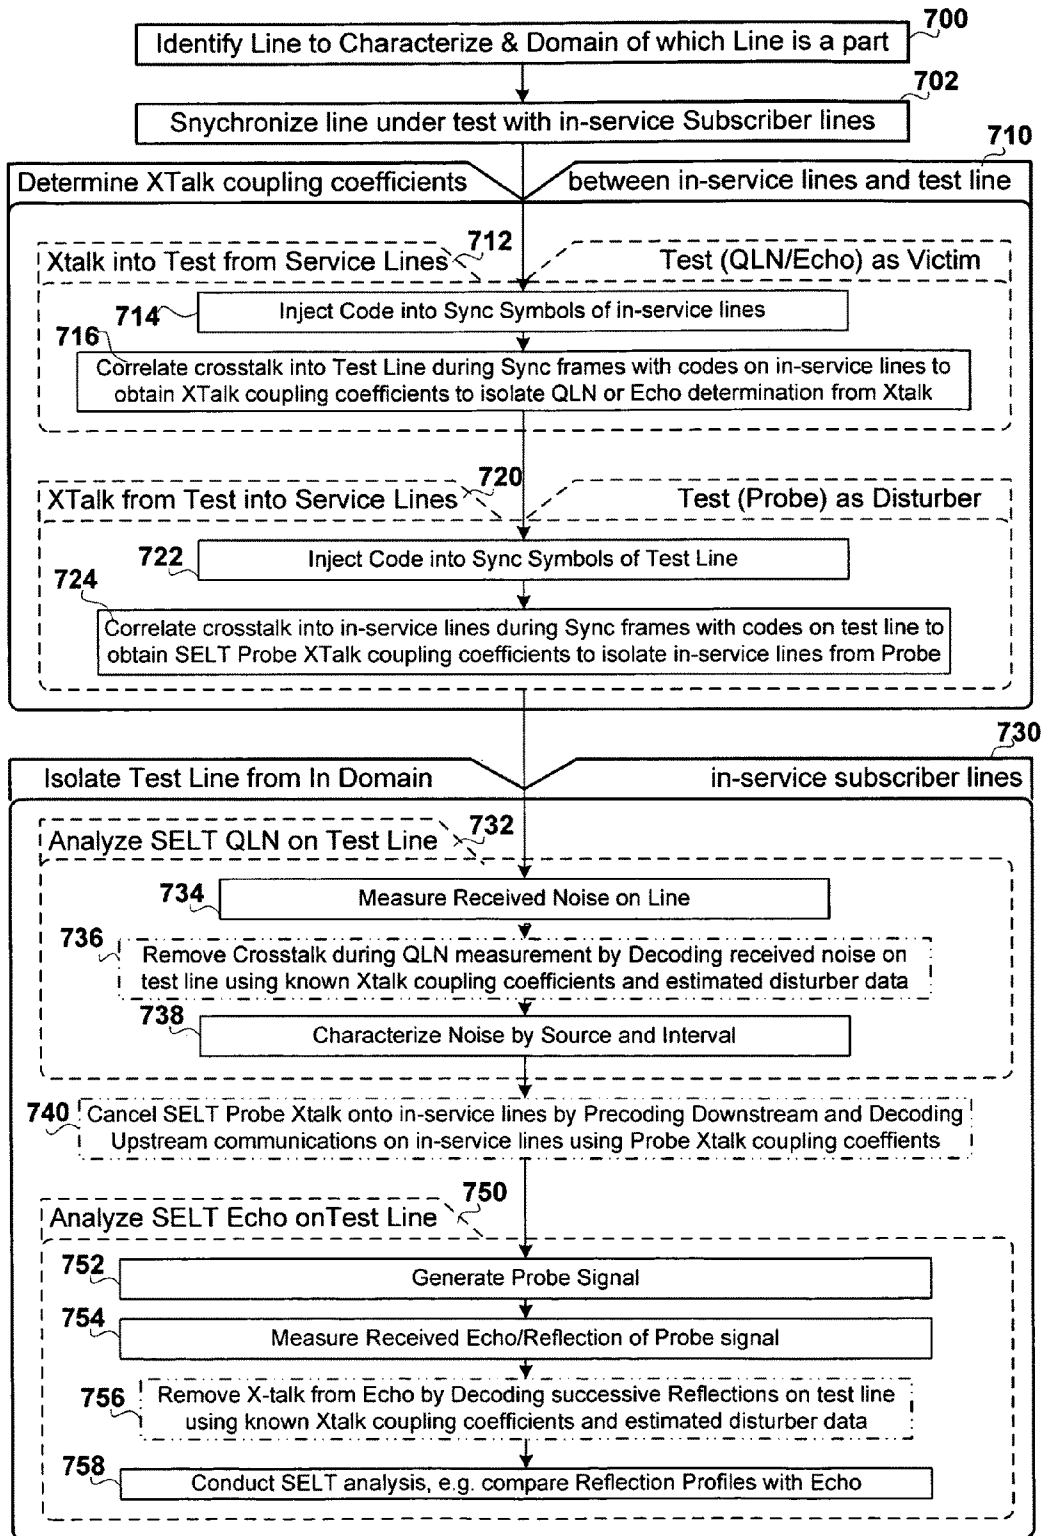 700
Identify Line to Characterize & Domain of which Line is a part
702
Snychronize line under test with in-service Subscriber lines
710
Determine XTalk coupling coefficients between in-service lines and test line
712
Xtalk into Test from Service Lines Test (QLN/Echo) as Victim
714 Inject Code into Sync Symbols of in-service lines
716
Correlate crosstalk into Test Line during Sync frames with codes on in-service lines to
obtain XTalk coupling coefficients to isolate QLN or Echo determination from Xtalk
720
XTalk from Test into Service Lines Test (Probe) as Disturber
722 Inject Code into Sync Symbols of Test Line
724
Correlate crosstalk into in-service lines during Sync frames with codes on test line to
obtain SELT Probe XTalk coupling coefficients to isolate in-service lines from Probe
730
Isolate Test Line from In Domain in-service subscriber lines
732
Analyze SELT QLN on Test Line
734 Measure Received Noise on Line
736
Remove Crosstalk during QLN measurement by Decoding received noise on
test line using known Xtalk coupling coefficients and estimated disturber data
738
Characterize Noise by Source and Interval
740 Cancel SELT Probe Xtalk onto in-service lines by Precoding Downstream and Decoding
Upstream communications on in-service lines using Probe Xtalk coupling coeffients
750
Analyze SELT Echo onTest Line
752
Generate Probe Signal
754
Measure Received Echo/Reflection of Probe signal
756 Remove X-talk from Echo by Decoding successive Reflections on test line
using known Xtalk coupling coefficients and estimated disturber data
758
Conduct SELT analysis, e.g. compare Reflection Profiles with Echo